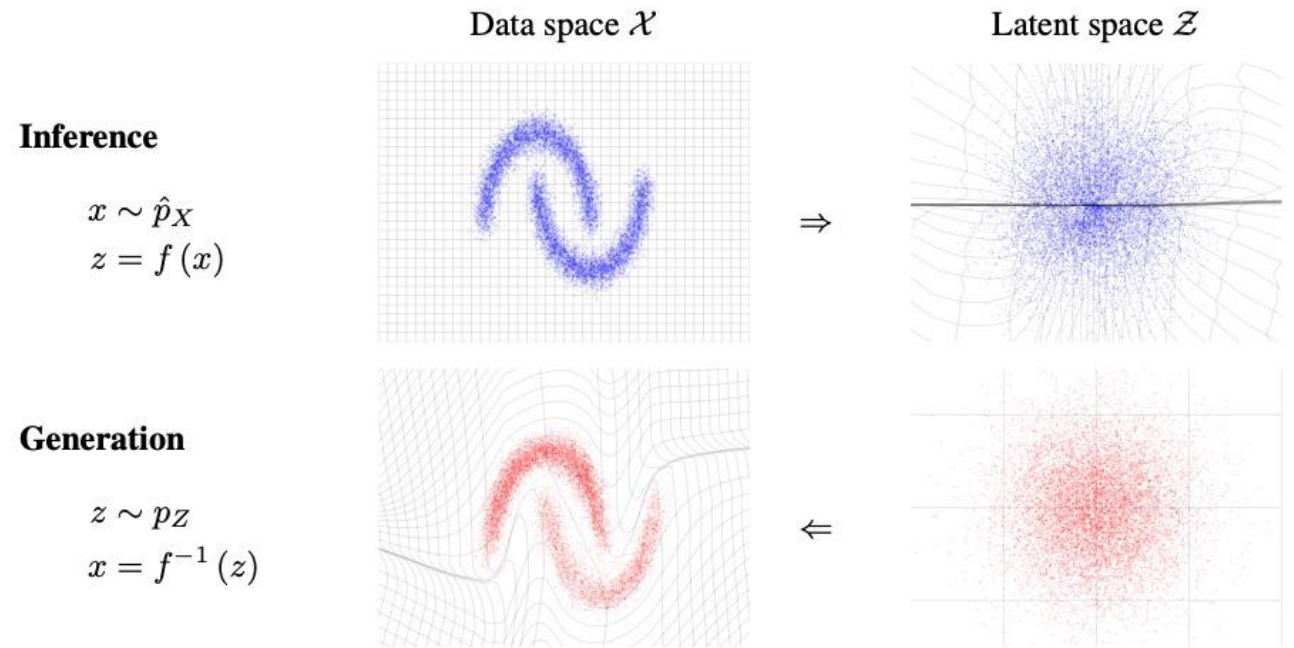 Data space 𝒳
Latent space 𝒵
Inference
x ∼ p̂_X
z = f (x)
⇒
Generation
z ∼ p_Z
x = f⁻¹ (z)
⇐